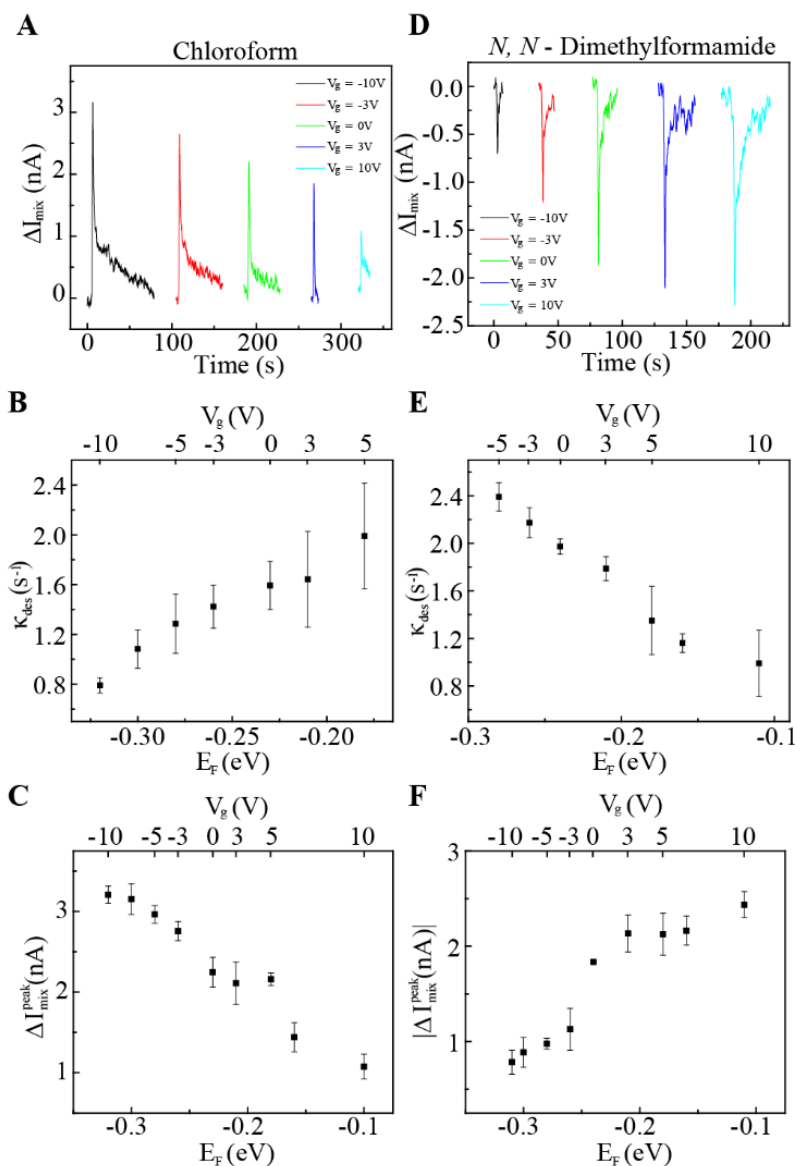 A
Chloroform
Vg = -10V
Vg = -3V
Vg = 0V
Vg = 3V
Vg = 10V
3
2
1
0
ΔImix (nA)
0 100 200 300
Time (s)
D
N, N - Dimethylformamide
0.0
-0.5
-1.0
-1.5
-2.0
-2.5
ΔImix (nA)
Vg = -10V
Vg = -3V
Vg = 0V
Vg = 3V
Vg = 10V
0 50 100 150 200
Time (s)
B
Vg (V)
-10 -5 -3 0 3 5
2.4
2.0
1.6
1.2
0.8
κdes (s-1)
-0.30 -0.25 -0.20
EF (eV)
E
Vg (V)
-5 -3 0 3 5 10
2.4
2.0
1.6
1.2
0.8
κdes (s-1)
-0.3 -0.2 -0.1
EF (eV)
C
Vg (V)
-10 -5 -3 0 3 5 10
3
2
1
ΔImixpeak(nA)
-0.3 -0.2 -0.1
EF (eV)
F
Vg (V)
-10 -5 -3 0 3 5 10
3
2
1
0
|ΔImixpeak(nA)|
-0.3 -0.2 -0.1
EF (eV)